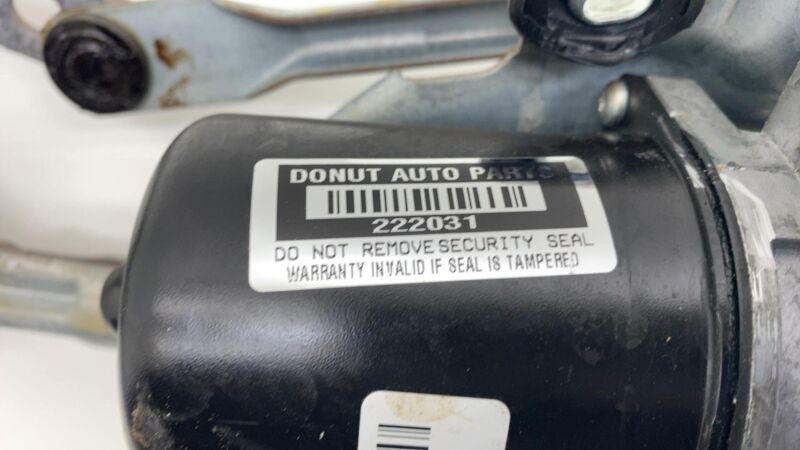 DONUT AUTO PARTS
222031
DO NOT REMOVE SECURITY SEAL
WARRANTY INVALID IF SEAL IS TAMPERED